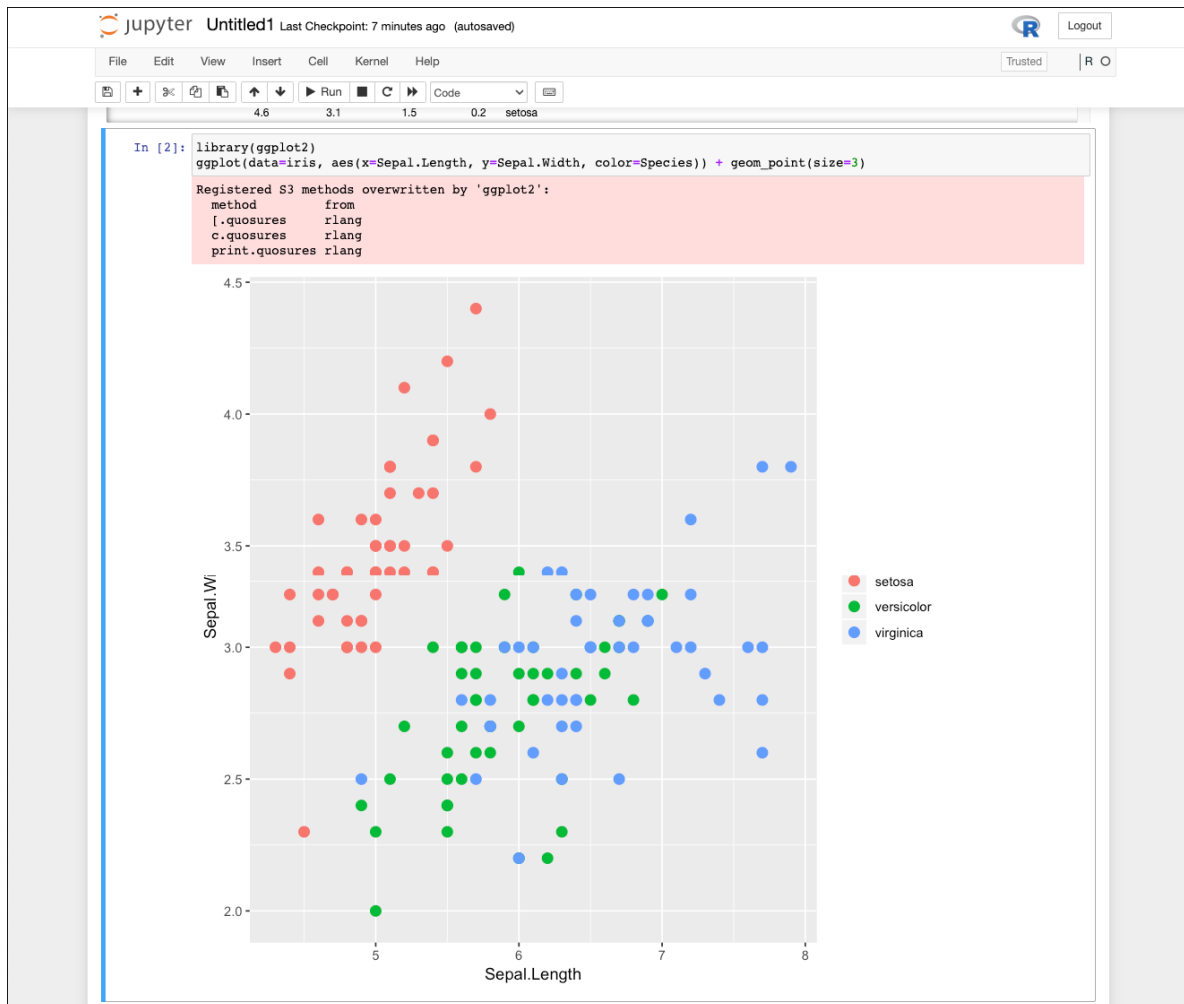 jupyter Untitled1 Last Checkpoint: 7 minutes ago (autosaved)
R
Logout
File Edit View Insert Cell Kernel Help
Trusted
R
Run
Code
4.6 3.1 1.5 0.2 setosa
In [2]:
library(ggplot2)
ggplot(data=iris, aes(x=Sepal.Length, y=Sepal.Width, color=Species)) + geom_point(size=3)
Registered S3 methods overwritten by 'ggplot2':
method from
[.quosures rlang
c.quosures rlang
print.quosures rlang
4.5
4.0
3.5
3.0
2.5
2.0
Sepal.Wi
setosa
versicolor
virginica
5 6 7 8
Sepal.Length